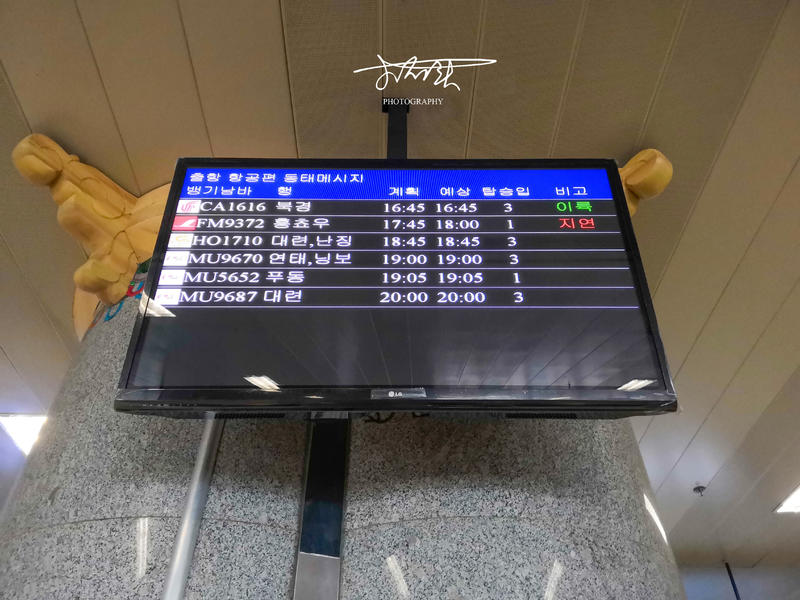 PHOTOGRAPHY
출항 항공편 동태메시지
뱅기남바 행 계획 예상 탑승입 비고
CA1616 북경 16:45 16:45 3 이륙
FM9372 홍쵸우 17:45 18:00 1 지연
HO1710 대련,난징 18:45 18:45 3
MU9670 연태,닝보 19:00 19:00 3
MU5652 푸동 19:05 19:05 1
MU9687 대련 20:00 20:00 3
LG